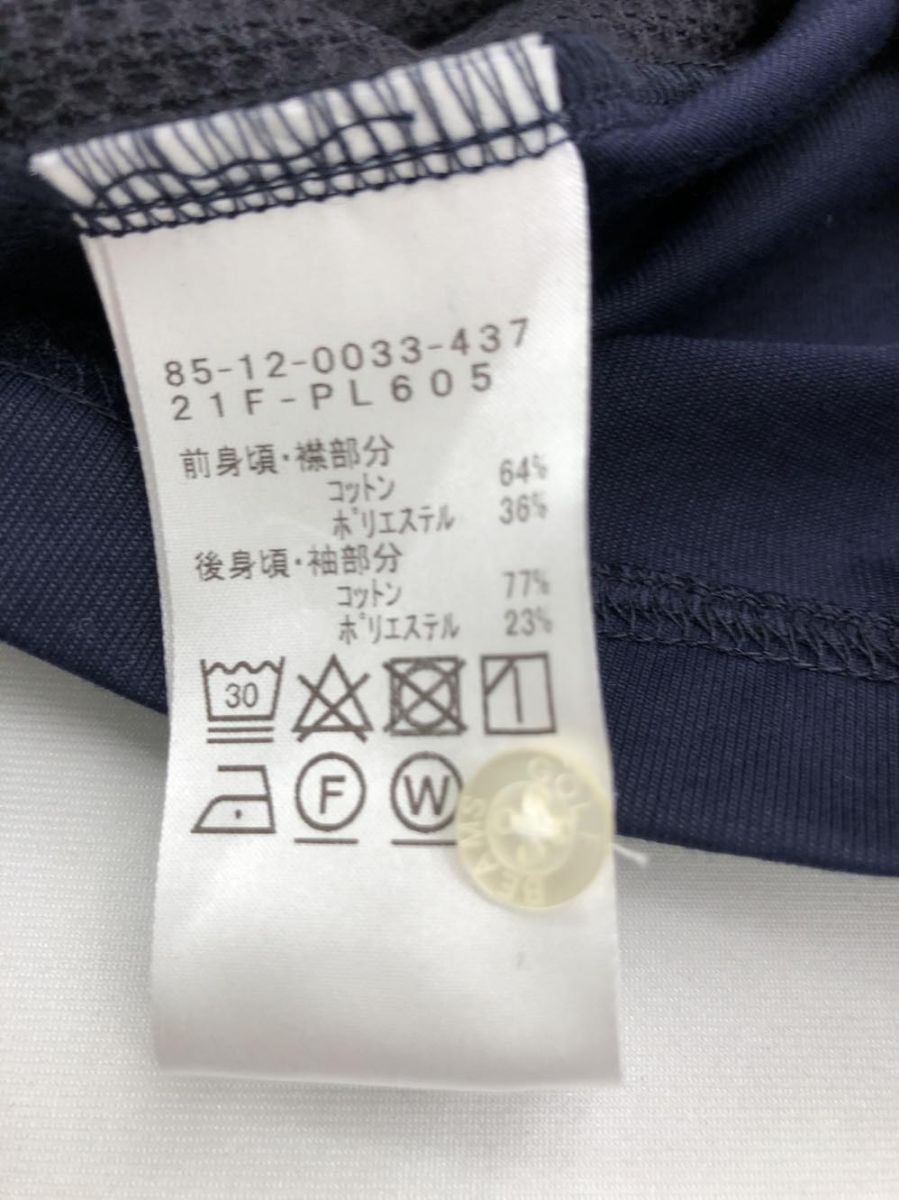 85-12-0033-437
21F-PL605
前身頃・襟部分
コットン 64%
ポリエステル 36%
後身頃・袖部分
コットン 77%
ポリエステル 23%
30
F
W
BEAMS